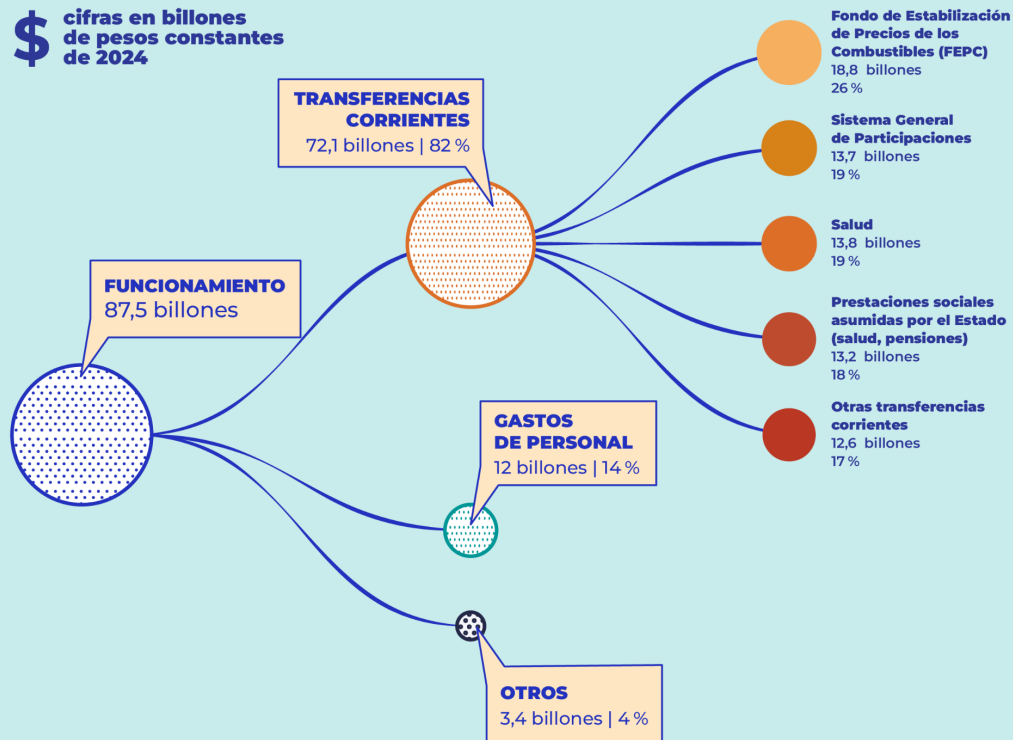 $
cifras en billones
de pesos constantes
de 2024
TRANSFERENCIAS
CORRIENTES
72,1 billones | 82 %
FUNCIONAMIENTO
87,5 billones
GASTOS
DE PERSONAL
12 billones | 14 %
OTROS
3,4 billones | 4 %
Fondo de Estabilización
de Precios de los
Combustibles (FEPC)
18,8 billones
26 %
Sistema General
de Participaciones
13,7 billones
19 %
Salud
13,8 billones
19 %
Prestaciones sociales
asumidas por el Estado
(salud, pensiones)
13,2 billones
18 %
Otras transferencias
corrientes
12,6 billones
17 %